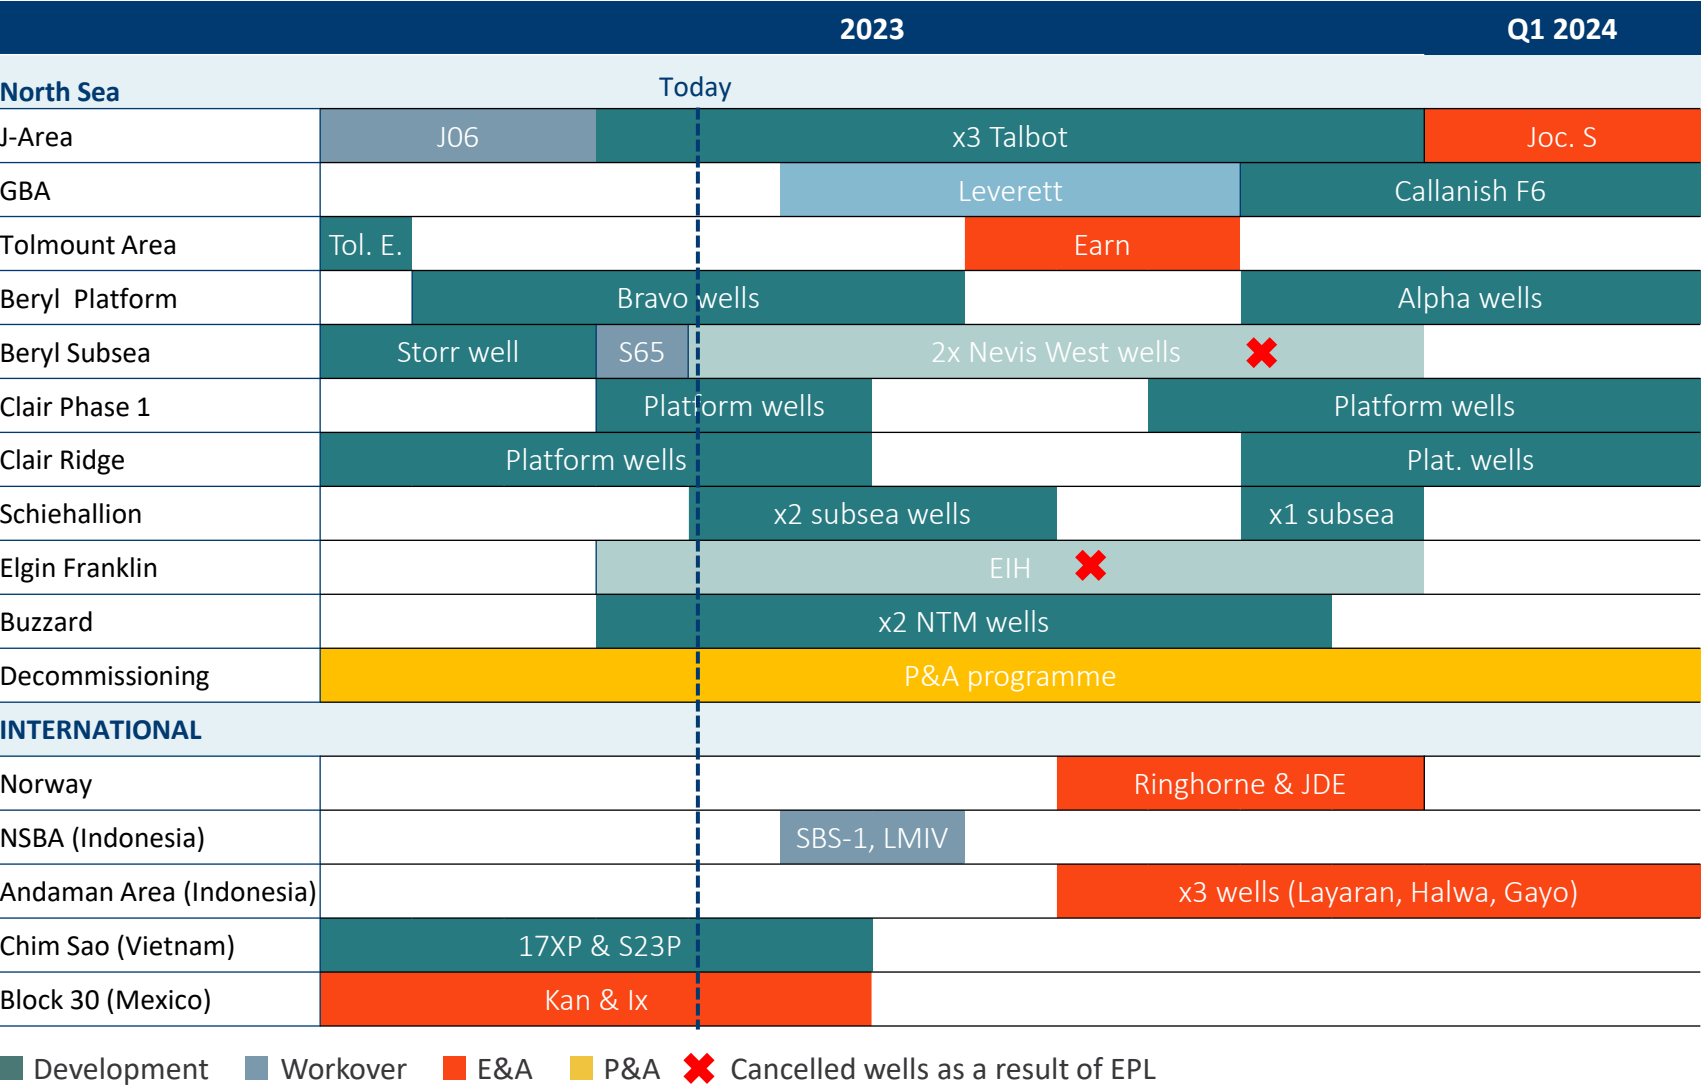 2023 Q1 2024
North Sea Today
J-Area J06 x3 Talbot Joc. S
GBA Leverett Callanish F6
Tolmount Area Tol. E. Earn
Beryl Platform Bravo wells Alpha wells
Beryl Subsea Storr well S65 2x Nevis West wells
Clair Phase 1 Platform wells Platform wells
Clair Ridge Platform wells Plat. wells
Schiehallion x2 subsea wells x1 subsea
Elgin Franklin EIH
Buzzard x2 NTM wells
Decommissioning P&A programme
INTERNATIONAL
Norway Ringhorne & JDE
NSBA (Indonesia) SBS-1, LMIV
Andaman Area (Indonesia) x3 wells (Layaran, Halwa, Gayo)
Chim Sao (Vietnam) 17XP & S23P
Block 30 (Mexico) Kan & Ix
Development Workover E&A P&A Cancelled wells as a result of EPL